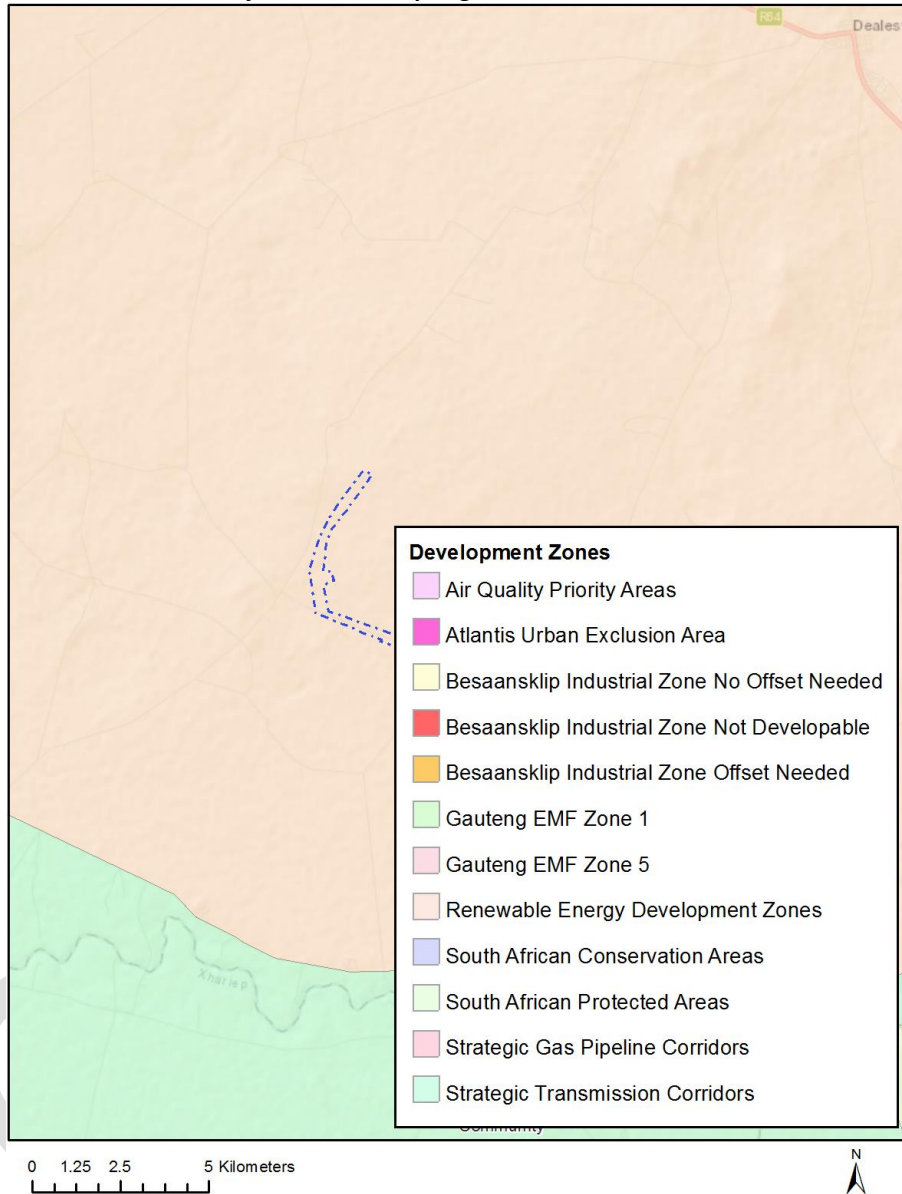 R64
Deales
Xhariep
Development Zones
Air Quality Priority Areas
Atlantis Urban Exclusion Area
Besaansklip Industrial Zone No Offset Needed
Besaansklip Industrial Zone Not Developable
Besaansklip Industrial Zone Offset Needed
Gauteng EMF Zone 1
Gauteng EMF Zone 5
Renewable Energy Development Zones
South African Conservation Areas
South African Protected Areas
Strategic Gas Pipeline Corridors
Strategic Transmission Corridors
Community
0 1.25 2.5 5 Kilometers
N